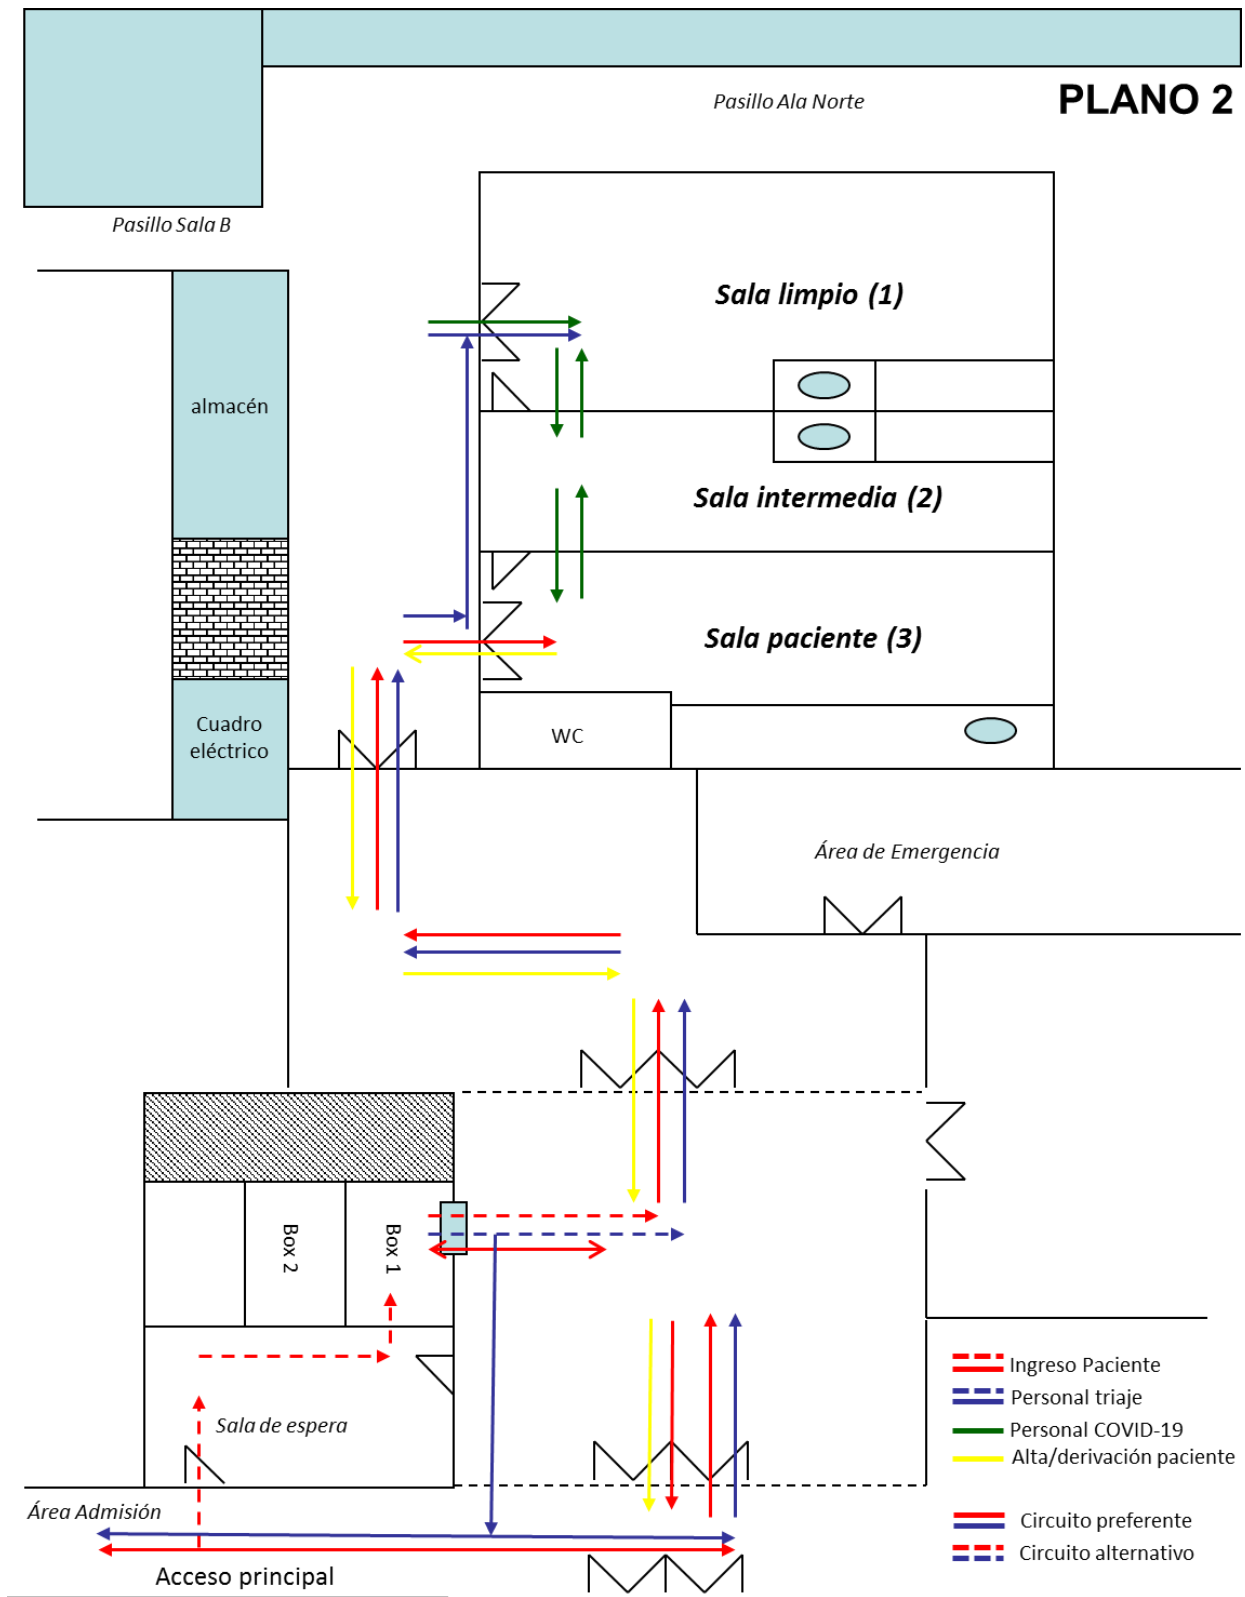 Pasillo Ala Norte
PLANO 2
Pasillo Sala B
Sala limpio (1)
almacén
Sala intermedia (2)
Sala paciente (3)
Cuadro
eléctrico
WC
Área de Emergencia
Box 2
Box 1
Sala de espera
Ingreso Paciente
Personal triaje
Personal COVID-19
Alta/derivación paciente
Área Admisión
Circuito preferente
Circuito alternativo
Acceso principal